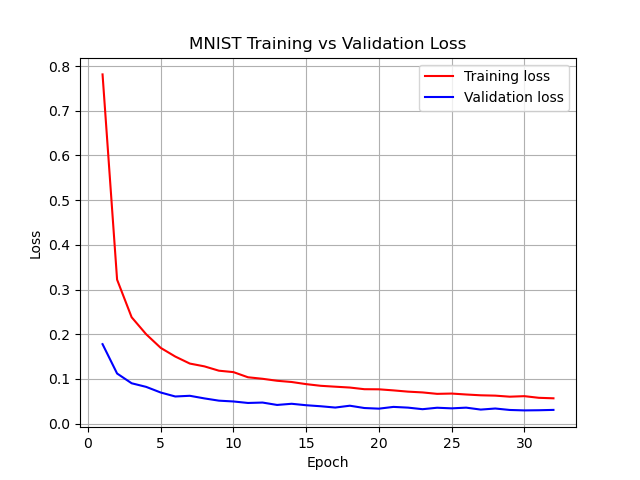 MNIST Training vs Validation Loss
Training loss
Validation loss
0.8
0.7
0.6
0.5
0.4
0.3
0.2
0.1
0.0
Loss
0 5 10 15 20 25 30
Epoch